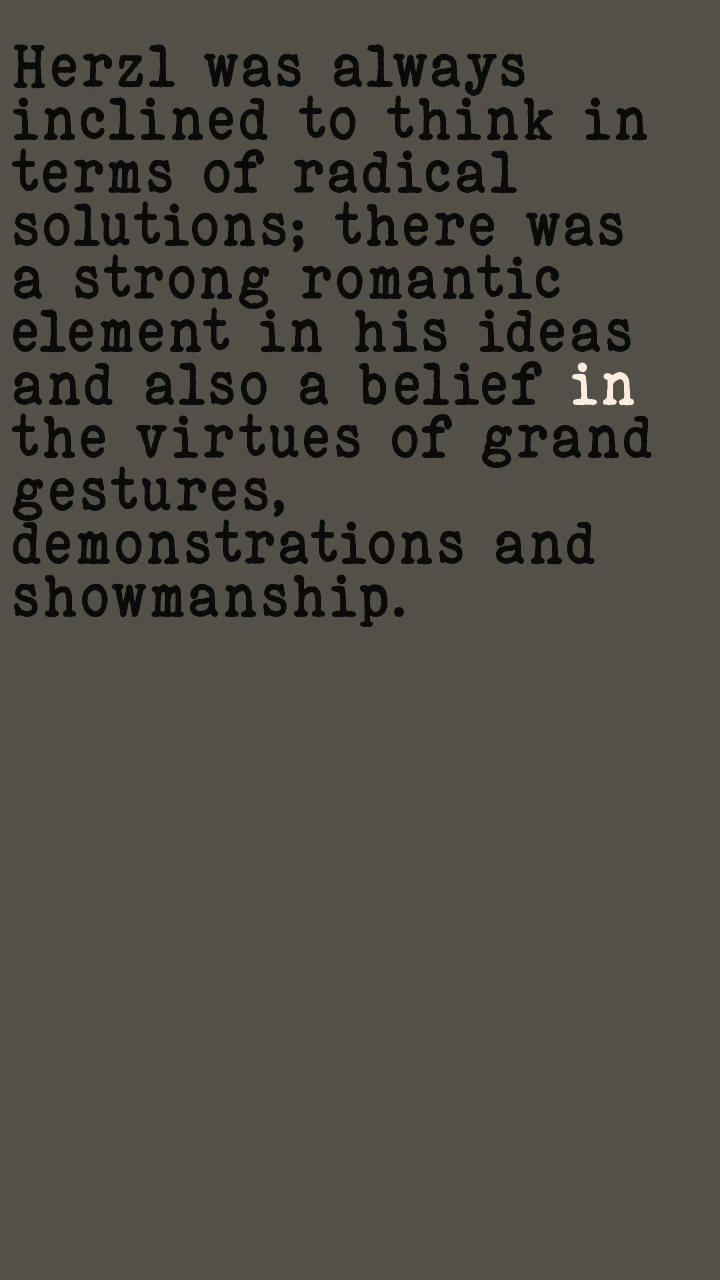 Herzl was always
inclined to think in
terms of radical
solutions; there was
a strong romantic
element in his ideas
and also a belief in
the virtues of grand
gestures,
demonstrations and
showmanship.